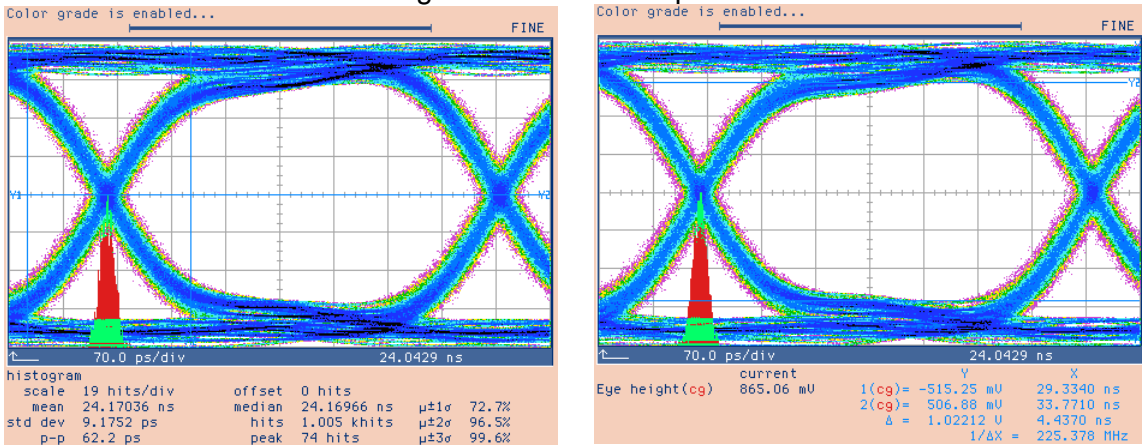 Color grade is enabled...
FINE
Y1
Y2
70.0 ps/div 24.0429 ns
histogram
scale 19 hits/div offset 0 hits
mean 24.17036 ns median 24.16966 ns μ±1σ 72.7%
std dev 9.1752 ps hits 1.005 khits μ±2σ 96.5%
p-p 62.2 ps peak 74 hits μ±3σ 99.6%
Color grade is enabled...
FINE
Y2
70.0 ps/div 24.0429 ns
current Y X
Eye height(cg) 865.06 mV 1(cg)= -515.25 mV 29.3340 ns
2(cg)= 506.88 mV 33.7710 ns
Δ = 1.02212 V 4.4370 ns
1/ΔX = 225.378 MHz